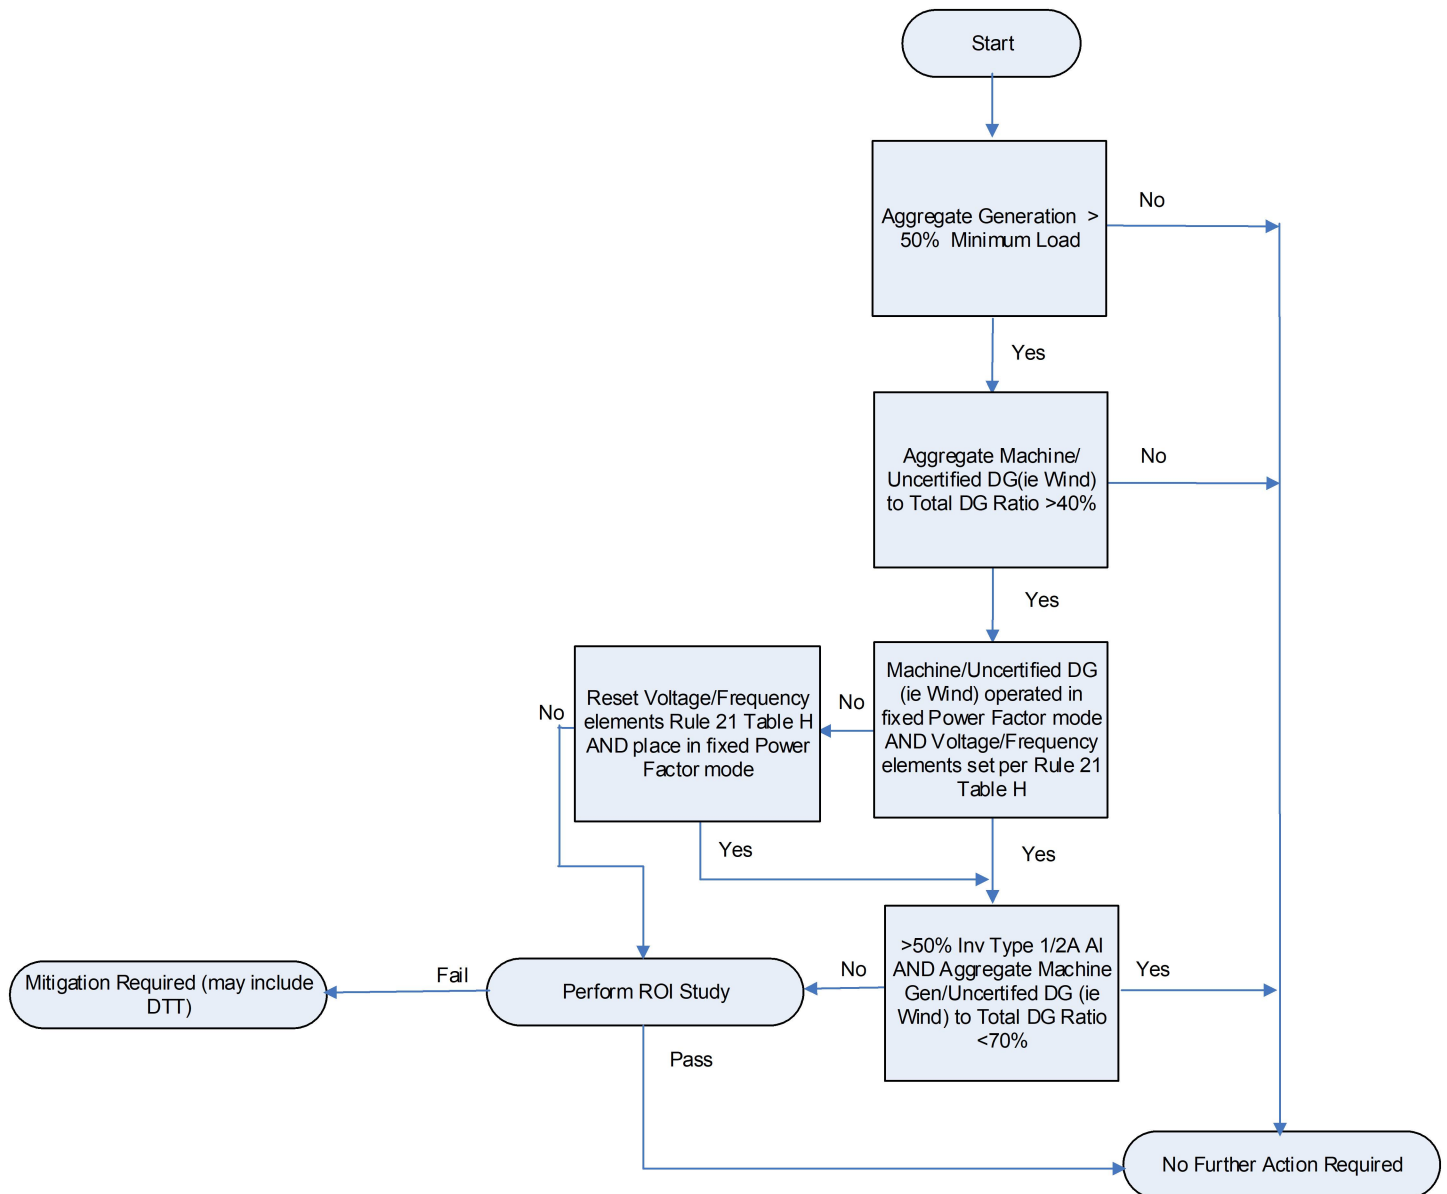 Start
Aggregate Generation >
50% Minimum Load
No
Yes
Aggregate Machine/
Uncertified DG(ie Wind)
to Total DG Ratio >40%
No
Yes
Machine/Uncertified DG
(ie Wind) operated in
fixed Power Factor mode
AND Voltage/Frequency
elements set per Rule 21
Table H
No
Reset Voltage/Frequency
elements Rule 21 Table H
AND place in fixed Power
Factor mode
No
Yes
Yes
>50% Inv Type 1/2A AI
AND Aggregate Machine
Gen/Uncertifed DG (ie
Wind) to Total DG Ratio
<70%
No
Yes
Perform ROI Study
Fail
Mitigation Required (may include
DTT)
Pass
No Further Action Required